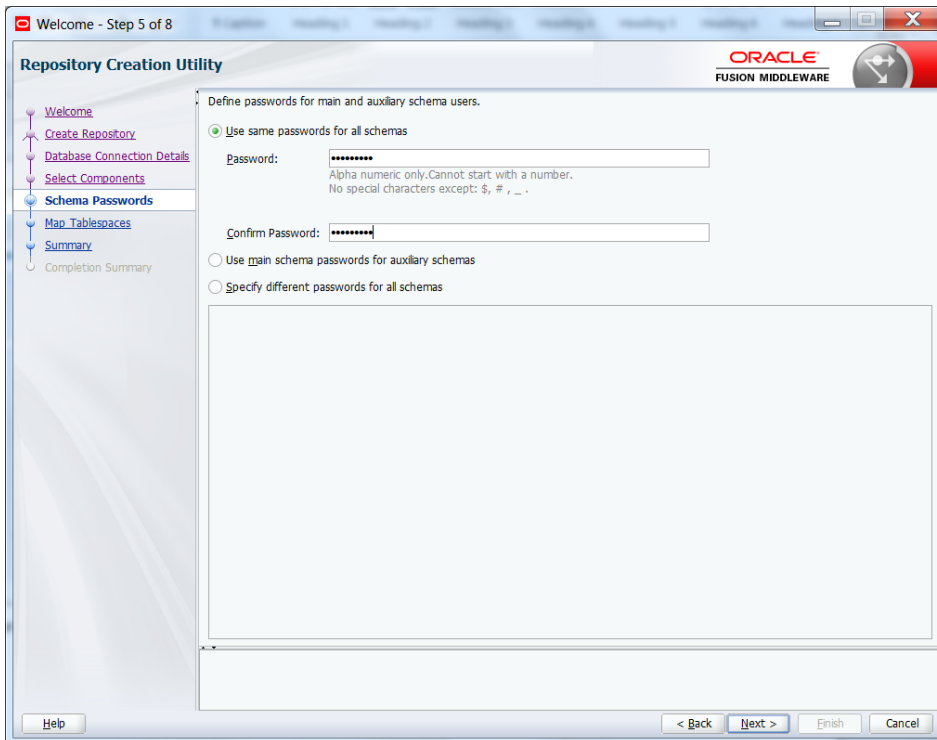 Welcome - Step 5 of 8
Repository Creation Utility
ORACLE
FUSION MIDDLEWARE
Welcome
Create Repository
Database Connection Details
Select Components
Schema Passwords
Map Tablespaces
Summary
Completion Summary
Define passwords for main and auxiliary schema users.
Use same passwords for all schemas
Password: •••••••••
Alpha numeric only.Cannot start with a number.
No special characters except: $, # , _ .
Confirm Password: •••••••••
Use main schema passwords for auxiliary schemas
Specify different passwords for all schemas
Help
< Back
Next >
Finish
Cancel